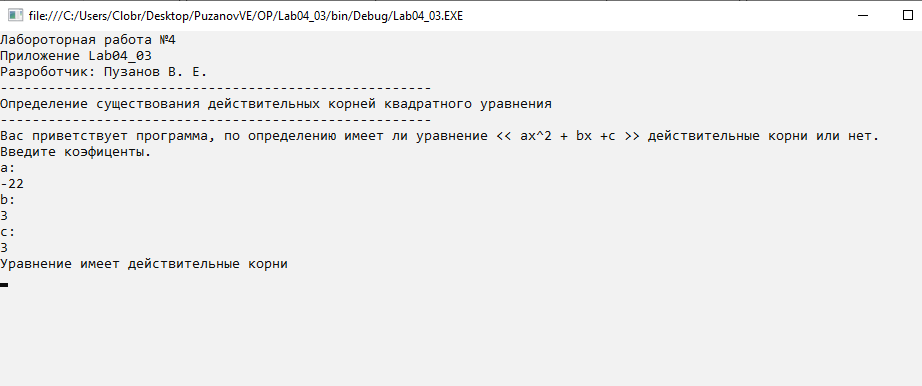 file:///C:/Users/Clobr/Desktop/PuzanovVE/OP/Lab04_03/bin/Debug/Lab04_03.EXE
Лабороторная работа №4
Приложение Lab04_03
Разроботчик: Пузанов В. Е.
------------------------------------------------------
Определение существования действительных корней квадратного уравнения
------------------------------------------------------
Вас приветствует программа, по определению имеет ли уравнение << ax^2 + bx +c >> действительные корни или нет.
Введите коэфиценты.
a:
-22
b:
3
c:
3
Уравнение имеет действительные корни